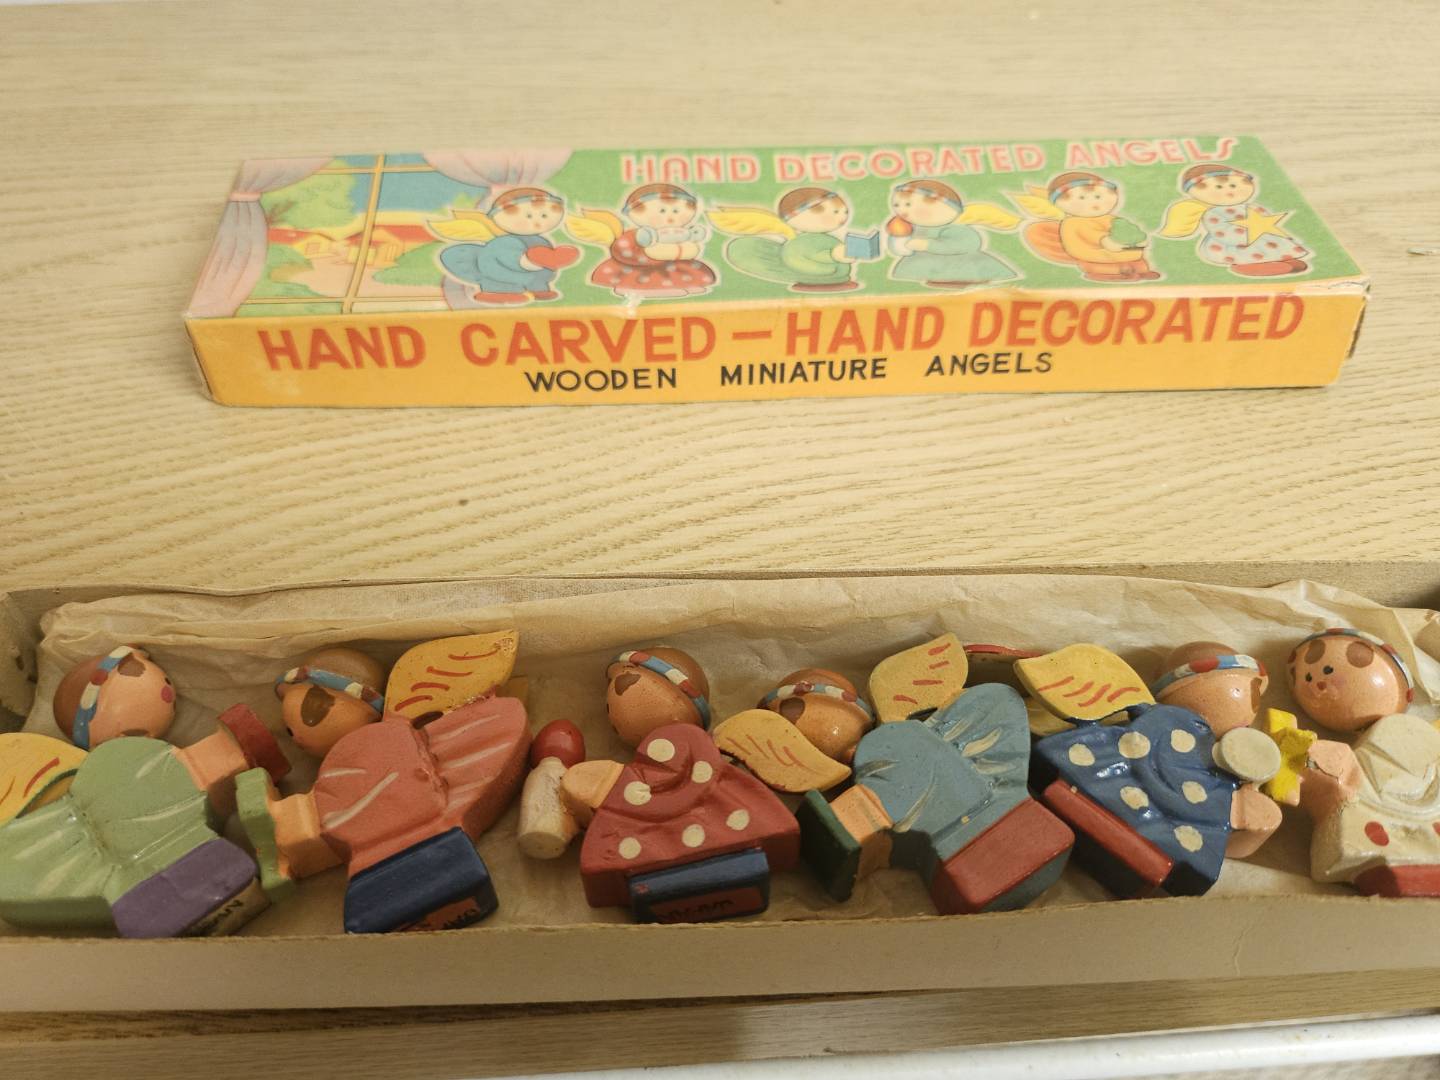 HAND DECORATED ANGELS
HAND CARVED — HAND DECORATED
WOODEN MINIATURE ANGELS